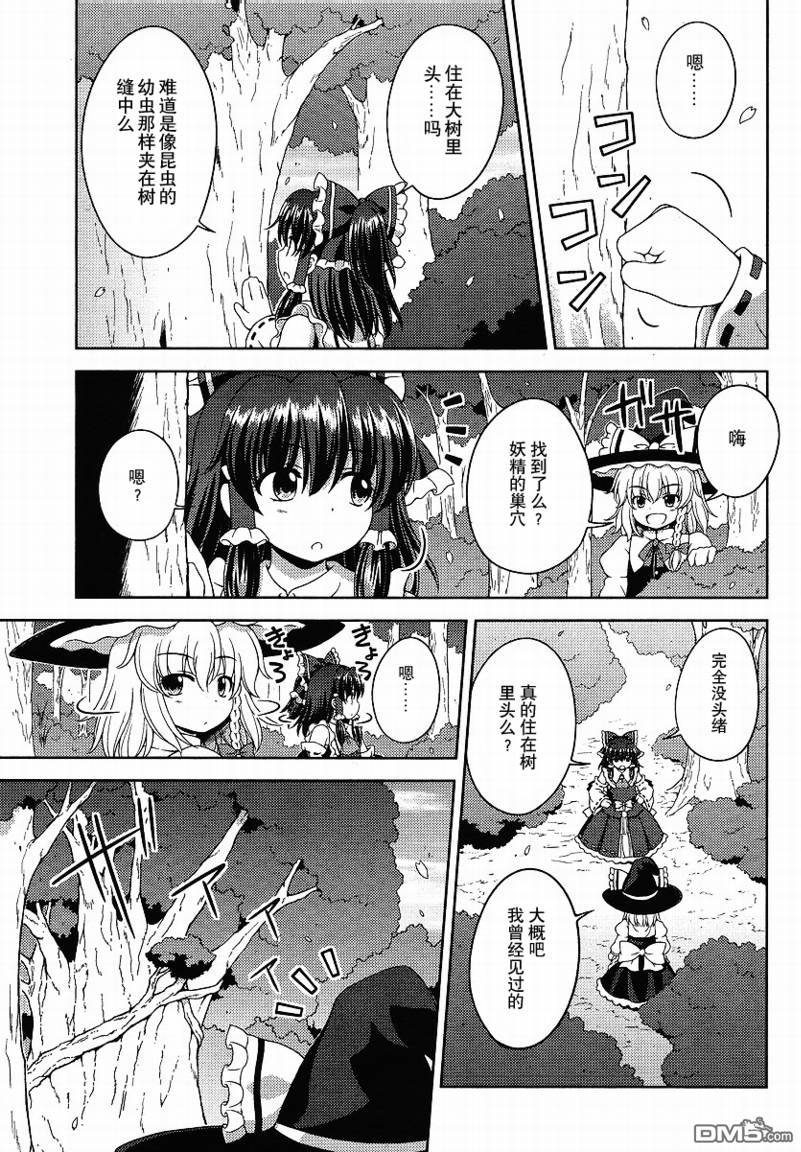 嗯
……
コン
コン
住在大树里
头……吗
难道是像昆虫的
幼虫那样夹在树
缝中么
嗨
ガサッ
找到了么？
妖精的巢穴
嗯？
完全没头绪
真的住在树
里头么？
大概吧
我曾经见过的
嗯
……
きょろ
きょろ
DM5.com